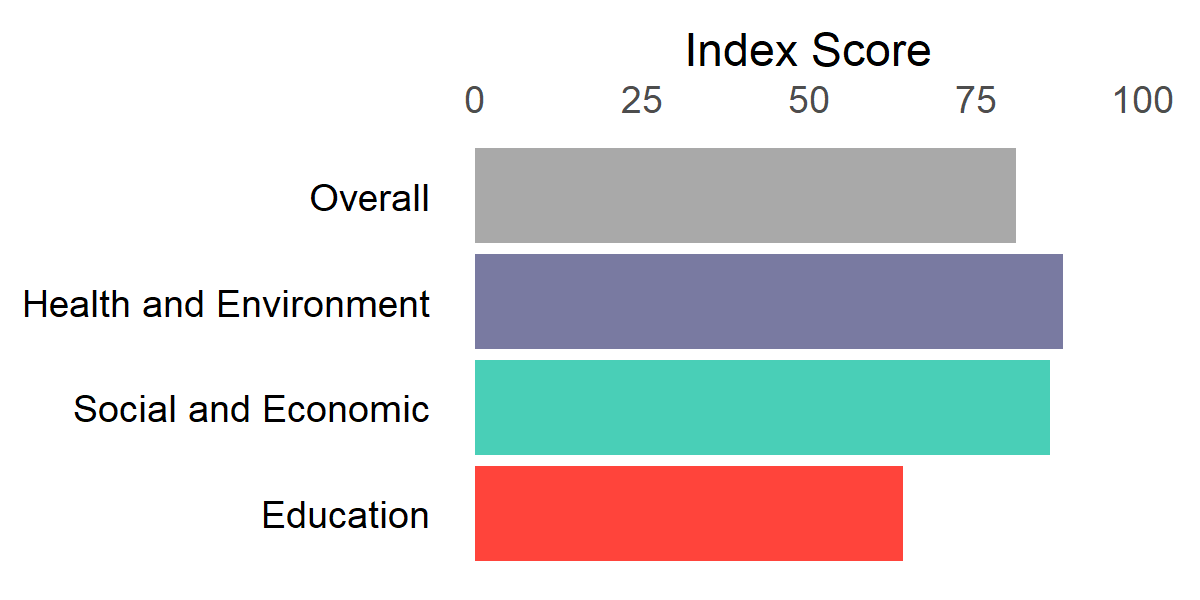 Index Score
0 25 50 75 100
Overall
Health and Environment
Social and Economic
Education